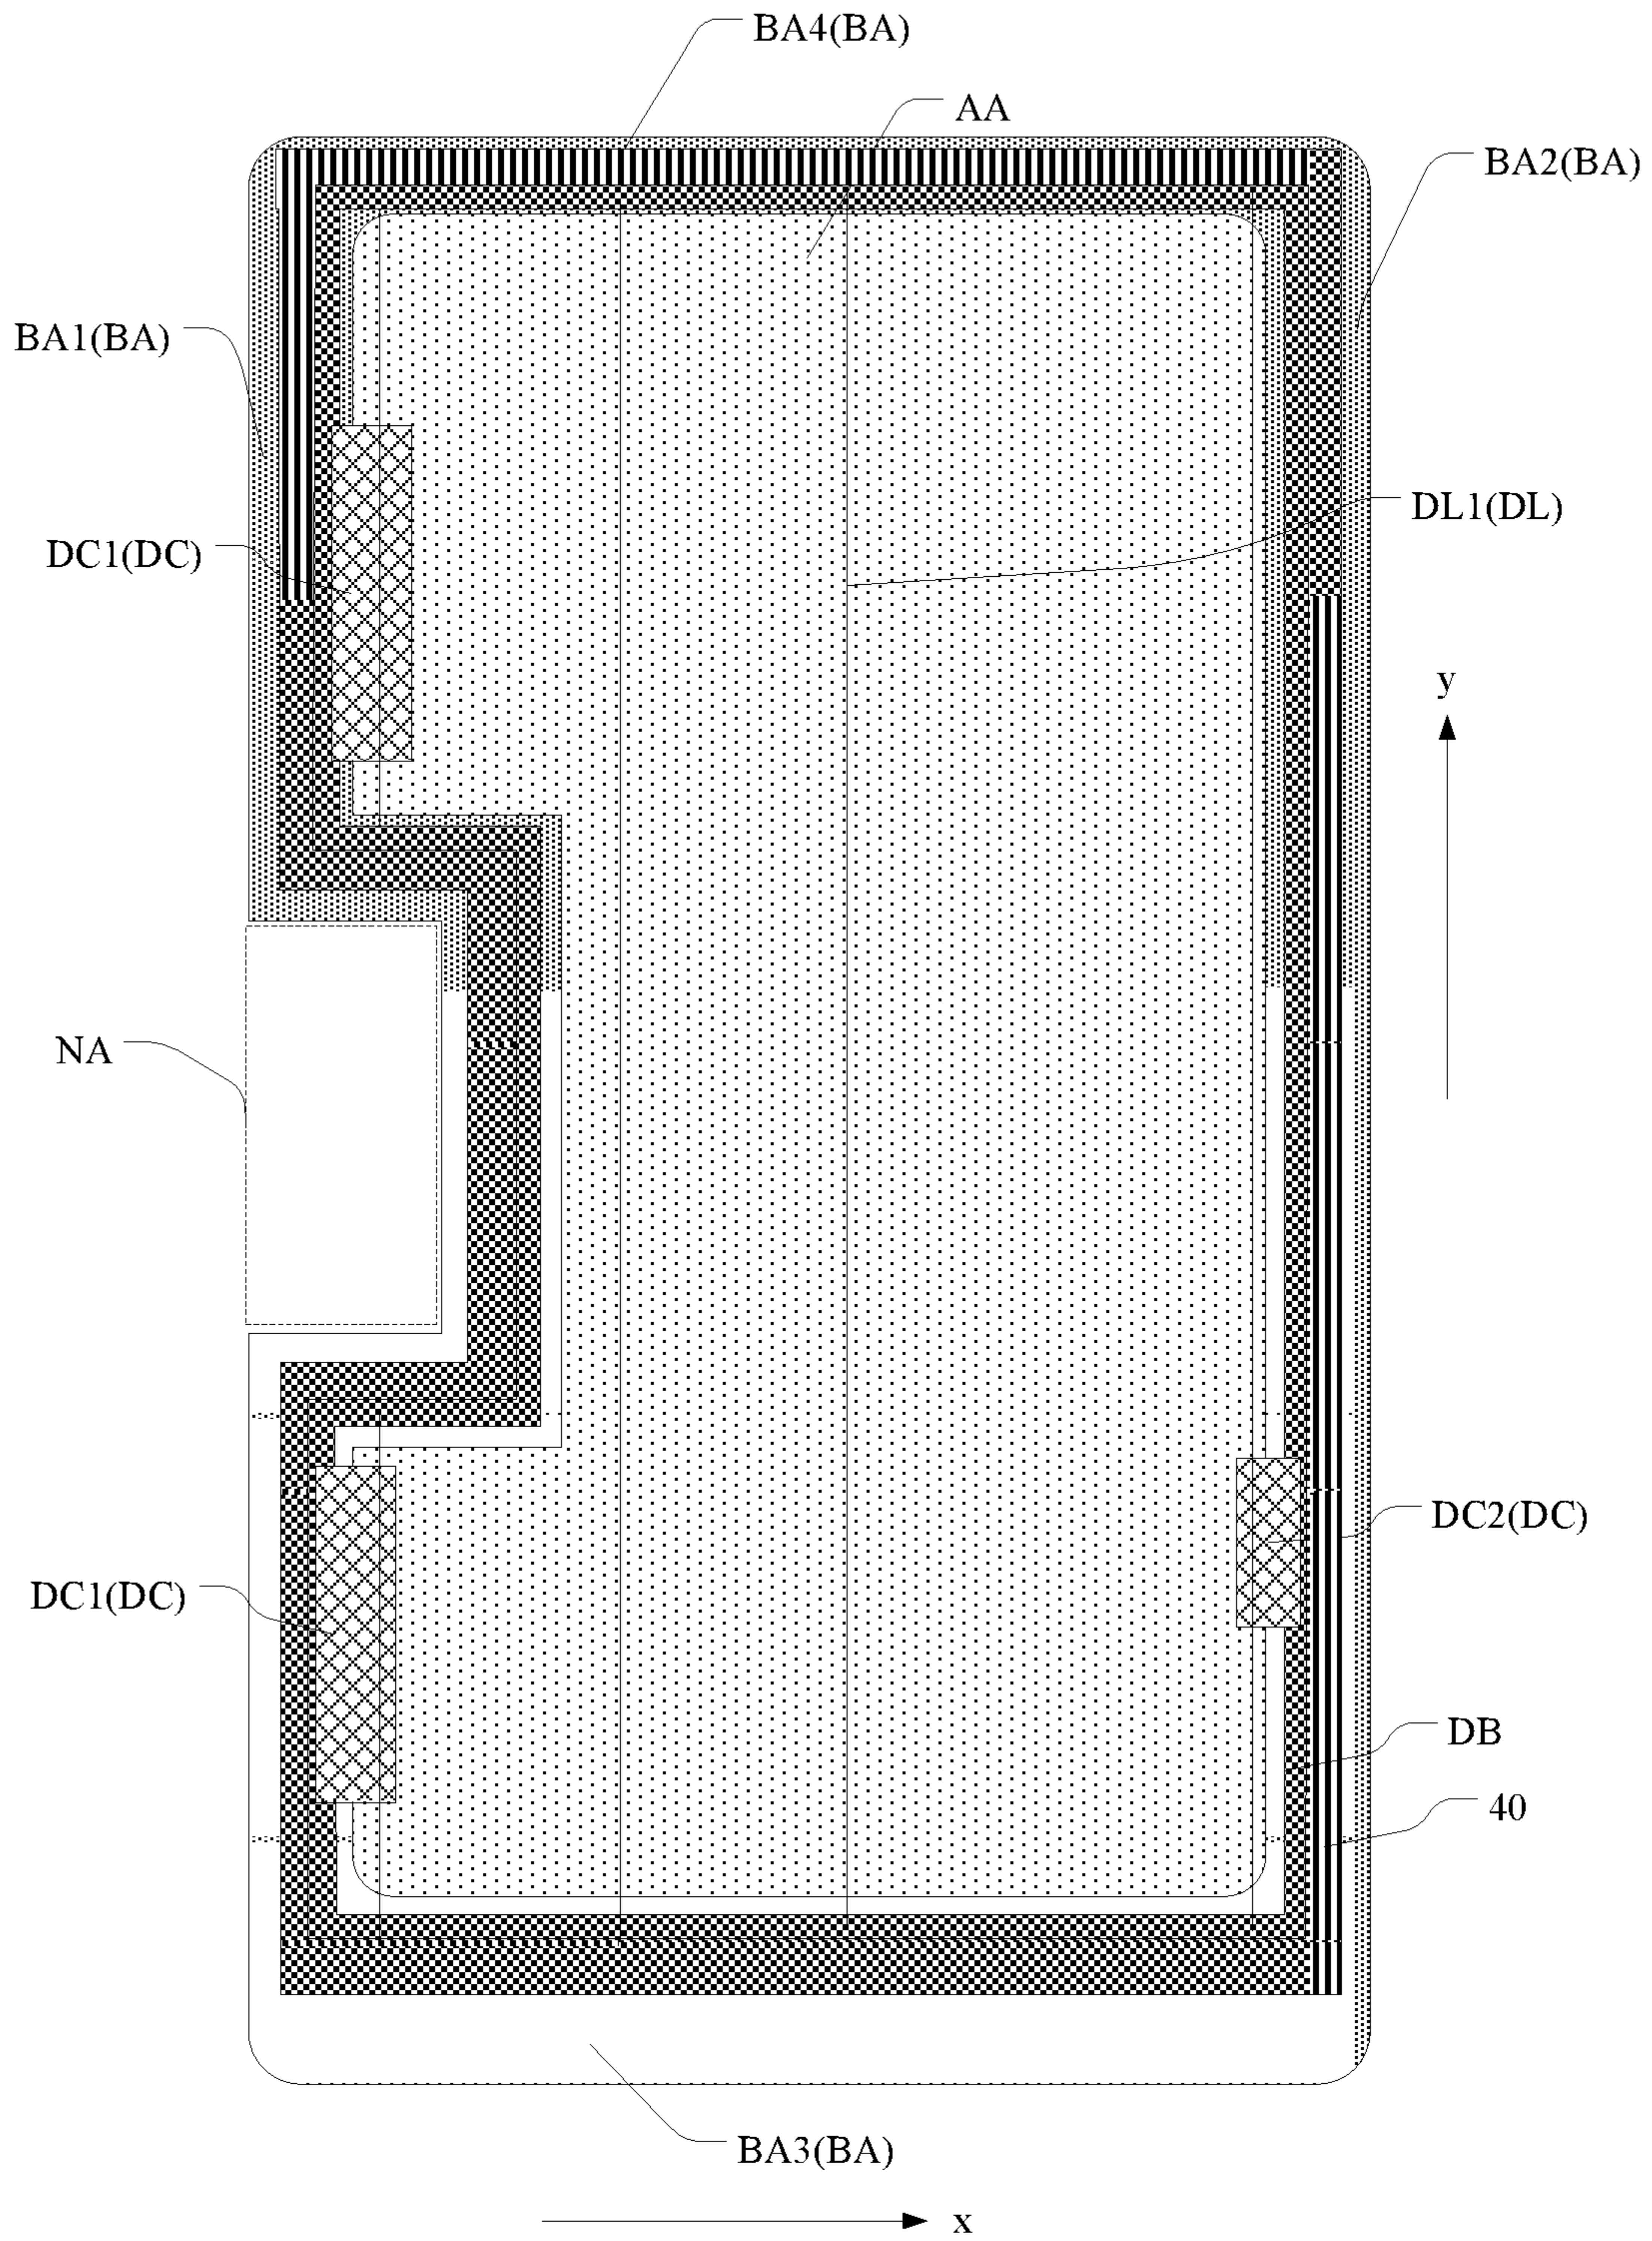 BA4(BA)
AA
BA2(BA)
BA1(BA)
DL1(DL)
DC1(DC)
y
NA
DC2(DC)
DC1(DC)
DB
40
BA3(BA)
x